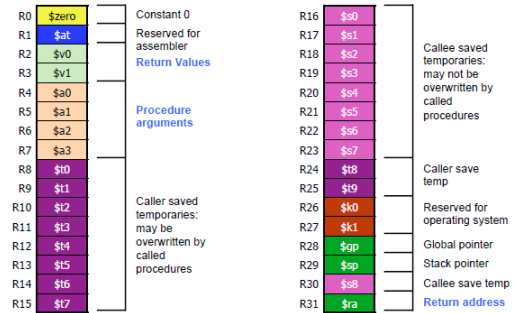 R0 $zero Constant 0
R1 $at Reserved for
assembler
R2 $v0 Return Values
R3 $v1
R4 $a0
R5 $a1 Procedure
R6 $a2 arguments
R7 $a3
R8 $t0
R9 $t1
R10 $t2 Caller saved
temporaries:
R11 $t3 may be
R12 $t4 overwritten by
called
R13 $t5 procedures
R14 $t6
R15 $t7
R16 $s0
R17 $s1
R18 $s2 Callee saved
temporaries:
R19 $s3 may not be
R20 $s4 overwritten by
called
R21 $s5 procedures
R22 $s6
R23 $s7
R24 $t8 Caller save
R25 $t9 temp
R26 $k0 Reserved for
R27 $k1 operating system
R28 $gp Global pointer
R29 $sp Stack pointer
R30 $s8 Callee save temp
R31 $ra Return address